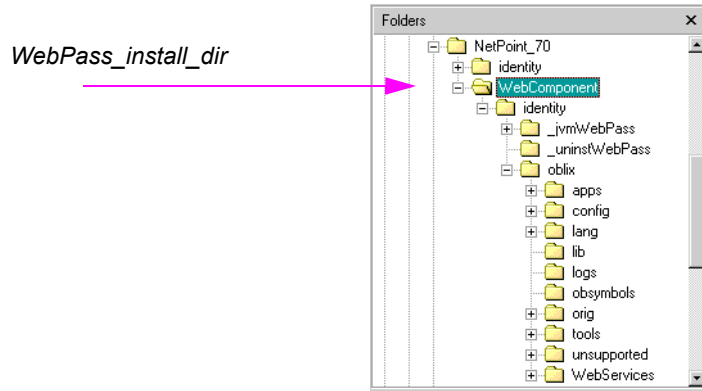 Folders
NetPoint_70
WebPass_install_dir
identity
WebComponent
identity
_jvmWebPass
_uninstWebPass
oblix
apps
config
lang
lib
logs
obsymbols
orig
tools
unsupported
WebServices